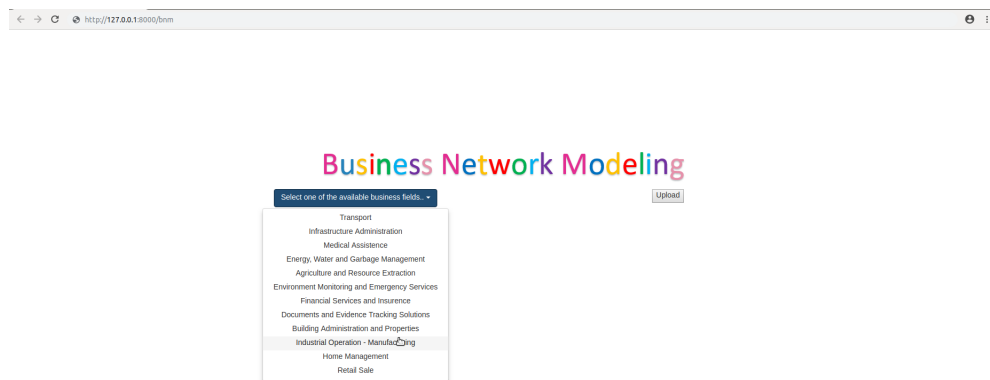 http://127.0.0.1:8000/bnm
Business Network Modeling
Select one of the available business fields..
Upload
Transport
Infrastructure Administration
Medical Assistence
Energy, Water and Garbage Management
Agriculture and Resource Extraction
Environment Monitoring and Emergency Services
Financial Services and Insurence
Documents and Evidence Tracking Solutions
Building Administration and Properties
Industrial Operation - Manufacturing
Home Management
Retail Sale